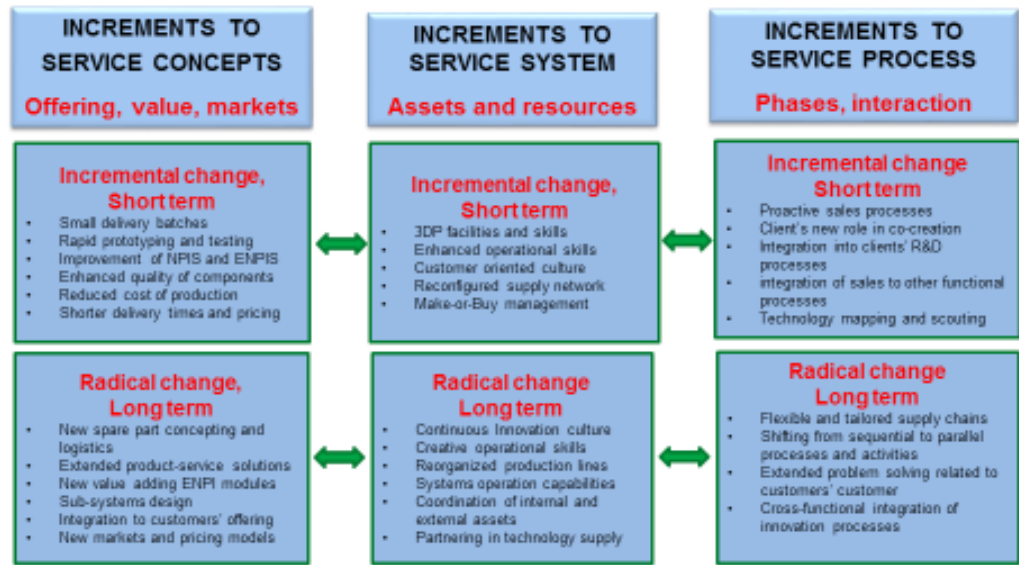 INCREMENTS TO
SERVICE CONCEPTS
Offering, value, markets
INCREMENTS TO
SERVICE SYSTEM
Assets and resources
INCREMENTS TO
SERVICE PROCESS
Phases, interaction
Incremental change,
Short term
• Small delivery batches
• Rapid prototyping and testing
• Improvement of NPIS and ENPIS
• Enhanced quality of components
• Reduced cost of production
• Shorter delivery times and pricing
Incremental change,
Short term
• 3DP facilities and skills
• Enhanced operational skills
• Customer oriented culture
• Reconfigured supply network
• Make-or-Buy management
Incremental change
Short term
• Proactive sales processes
• Client's new role in co-creation
• Integration into clients' R&D
processes
• integration of sales to other functional
processes
• Technology mapping and scouting
Radical change,
Long term
• New spare part concepting and
logistics
• Extended product-service solutions
• New value adding ENPI modules
• Sub-systems design
• Integration to customers' offering
• New markets and pricing models
Radical change
Long term
• Continuous Innovation culture
• Creative operational skills
• Reorganized production lines
• Systems operation capabilities
• Coordination of internal and
external assets
• Partnering in technology supply
Radical change
Long term
• Flexible and tailored supply chains
• Shifting from sequential to parallel
processes and activities
• Extended problem solving related to
customers' customer
• Cross-functional integration of
innovation processes